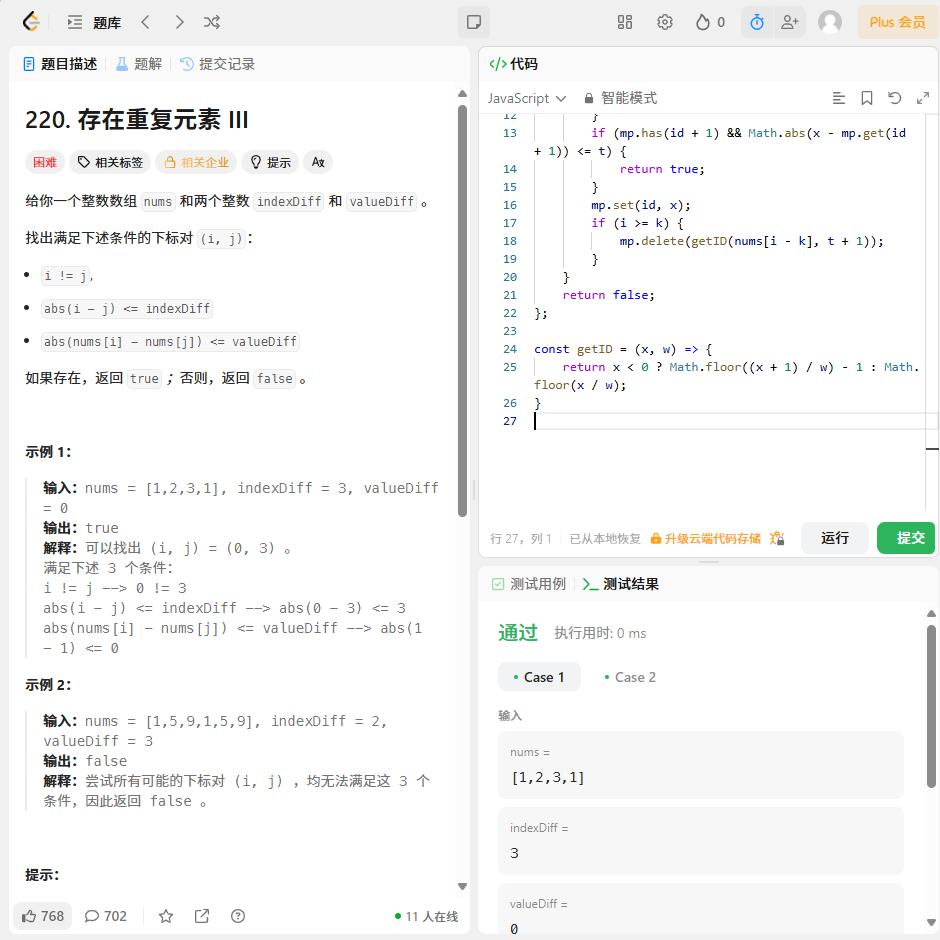 题库
0
Plus 会员
题目描述
题解
提交记录
220. 存在重复元素 III
困难
相关标签
相关企业
提示
给你一个整数数组 nums 和两个整数 indexDiff 和 valueDiff 。
找出满足下述条件的下标对 (i, j)：
i != j,
abs(i - j) <= indexDiff
abs(nums[i] - nums[j]) <= valueDiff
如果存在，返回 true ；否则，返回 false 。
示例 1：
输入：nums = [1,2,3,1], indexDiff = 3, valueDiff
= 0
输出：true
解释：可以找出 (i, j) = (0, 3) 。
满足下述 3 个条件：
i != j --> 0 != 3
abs(i - j) <= indexDiff --> abs(0 - 3) <= 3
abs(nums[i] - nums[j]) <= valueDiff --> abs(1
- 1) <= 0
示例 2：
输入：nums = [1,5,9,1,5,9], indexDiff = 2,
valueDiff = 3
输出：false
解释：尝试所有可能的下标对 (i, j) ，均无法满足这 3 个
条件，因此返回 false 。
提示：
768
702
11 人在线
</> 代码
JavaScript
智能模式
12 }
13 if (mp.has(id + 1) && Math.abs(x - mp.get(id
+ 1)) <= t) {
14 return true;
15 }
16 mp.set(id, x);
17 if (i >= k) {
18 mp.delete(getID(nums[i - k], t + 1));
19 }
20 }
21 return false;
22 };
23
24 const getID = (x, w) => {
25 return x < 0 ? Math.floor((x + 1) / w) - 1 : Math.
floor(x / w);
26 }
27
行 27，列 1
已从本地恢复
升级云端代码存储
运行
提交
测试用例
测试结果
通过
执行用时: 0 ms
Case 1
Case 2
输入
nums =
[1,2,3,1]
indexDiff =
3
valueDiff =
0